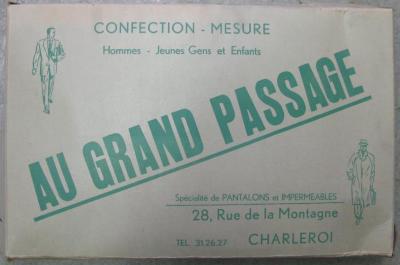 CONFECTION - MESURE
Hommes - Jeunes Gens et Enfants
AU GRAND PASSAGE
Spécialité de PANTALONS et IMPERMEABLES
28, Rue de la Montagne
TEL. 31.26.27 CHARLEROI